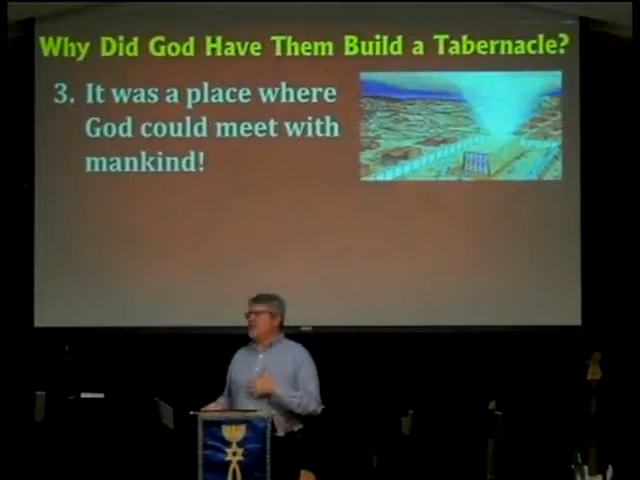 Why Did God Have Them Build a Tabernacle?
3. It was a place where
God could meet with
mankind!